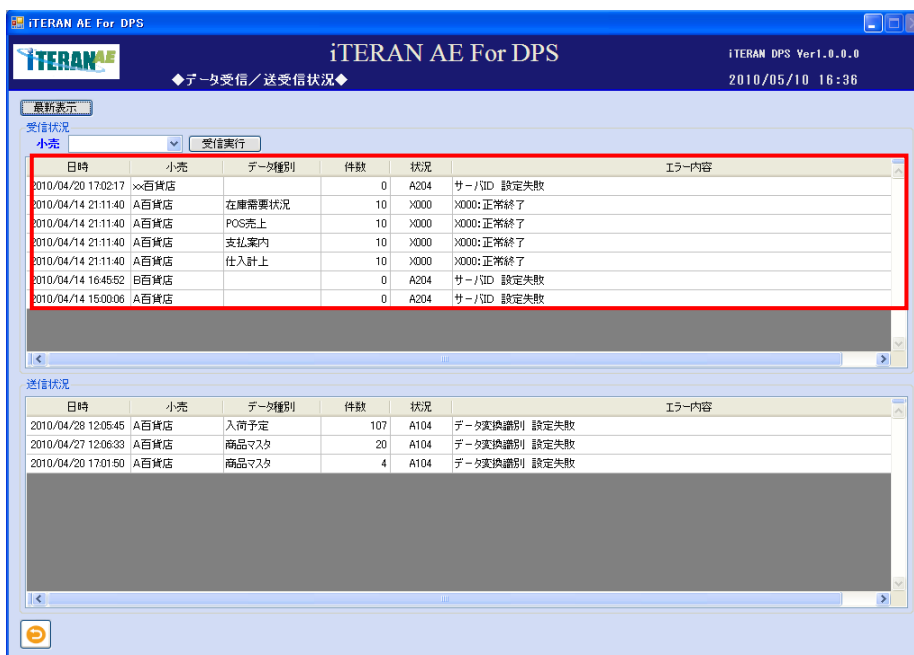 iTERAN AE For DPS
iTERAN AE
iTERAN AE For DPS
iTERAN DPS Ver1.0.0.0
◆データ受信／送受信状況◆
2010/05/10 16:36
最新表示
受信状況
小売 受信実行
日時 小売 データ種別 件数 状況 エラー内容
2010/04/20 17:02:17 ××百貨店 0 A204 サーバID 設定失敗
2010/04/14 21:11:40 A百貨店 在庫需要状況 10 X000 X000:正常終了
2010/04/14 21:11:40 A百貨店 POS売上 10 X000 X000:正常終了
2010/04/14 21:11:40 A百貨店 支払案内 10 X000 X000:正常終了
2010/04/14 21:11:40 A百貨店 仕入計上 10 X000 X000:正常終了
2010/04/14 16:45:52 B百貨店 0 A204 サーバID 設定失敗
2010/04/14 15:00:06 A百貨店 0 A204 サーバID 設定失敗
送信状況
日時 小売 データ種別 件数 状況 エラー内容
2010/04/28 12:05:45 A百貨店 入荷予定 107 A104 データ変換識別 設定失敗
2010/04/27 12:06:33 A百貨店 商品マスタ 20 A104 データ変換識別 設定失敗
2010/04/20 17:01:50 A百貨店 商品マスタ 4 A104 データ変換識別 設定失敗